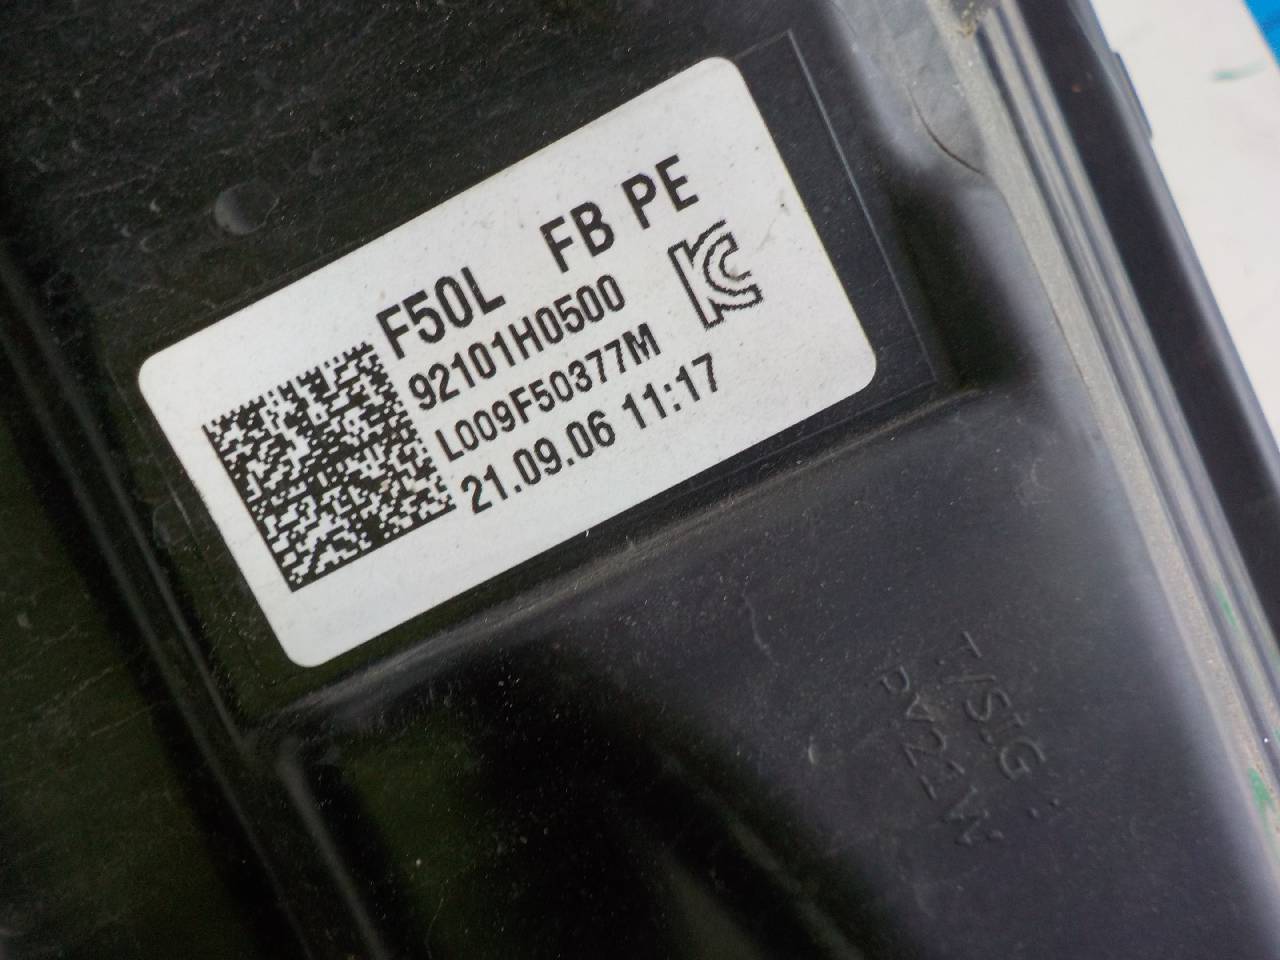 F50L FB PE
92101H0500
L009F50377M
21.09.06 11:17
T/SIG :
PY21W